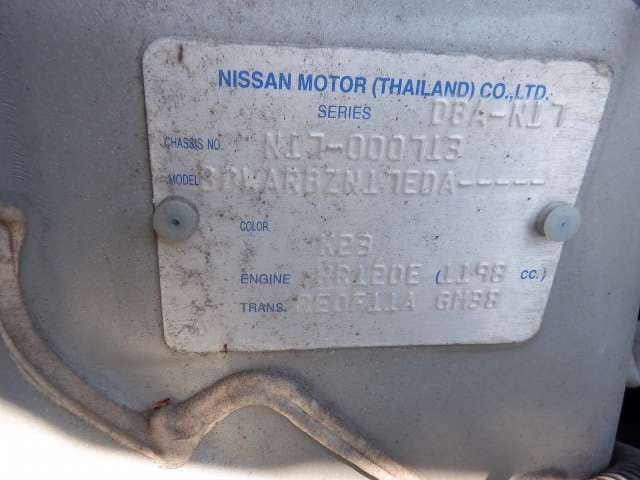 NISSAN MOTOR (THAILAND) CO.,LTD.
SERIES DBA-N17
CHASSIS NO. N17-000713
MODEL
COLOR
K23
ENGINE HR12DE (1198 CC.)
TRANS. RE0F11A GH38